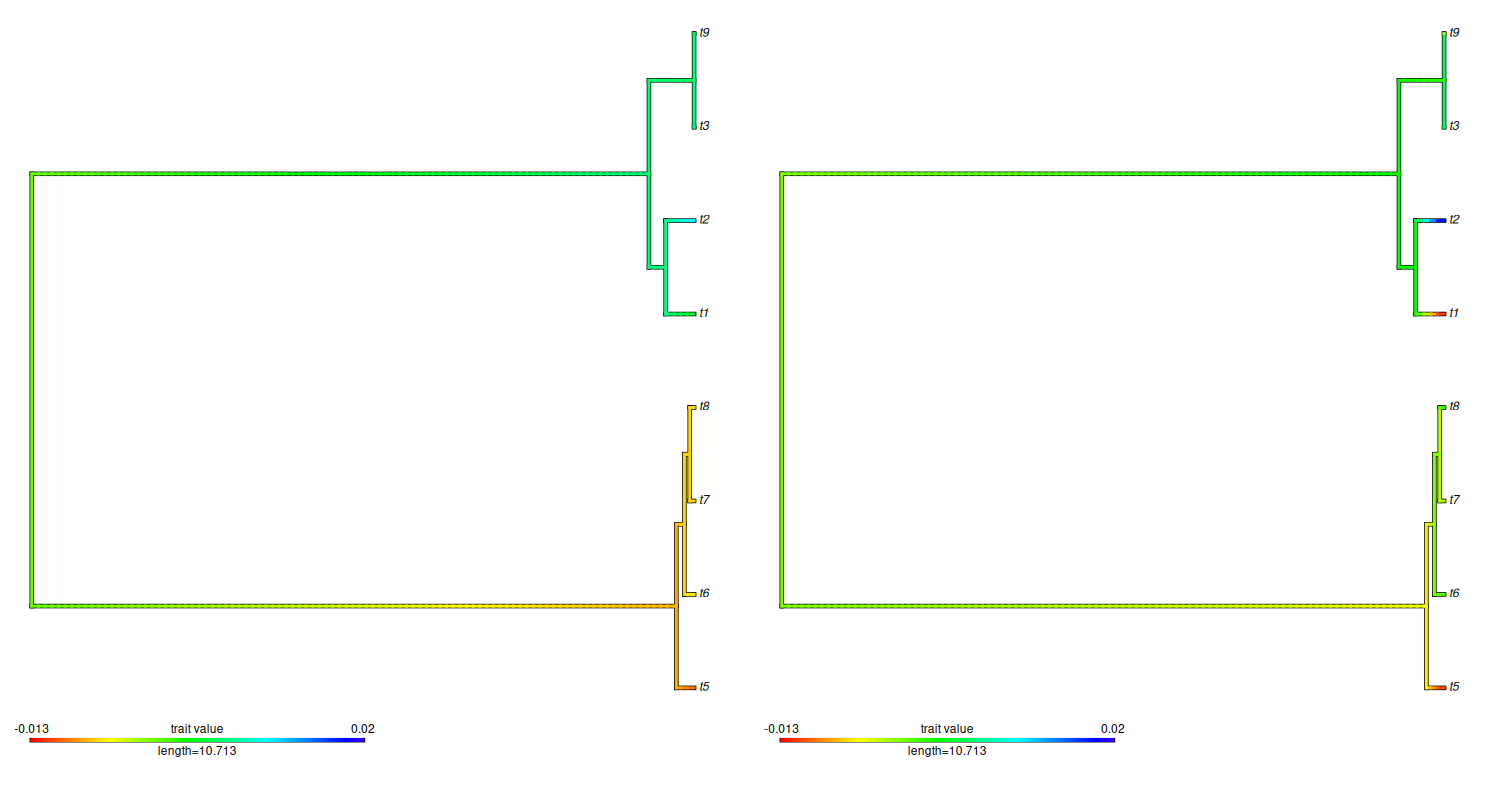 t9
t3
t2
t1
t8
t7
t6
t5
-0.013 trait value 0.02
length=10.713
t9
t3
t2
t1
t8
t7
t6
t5
-0.013 trait value 0.02
length=10.713